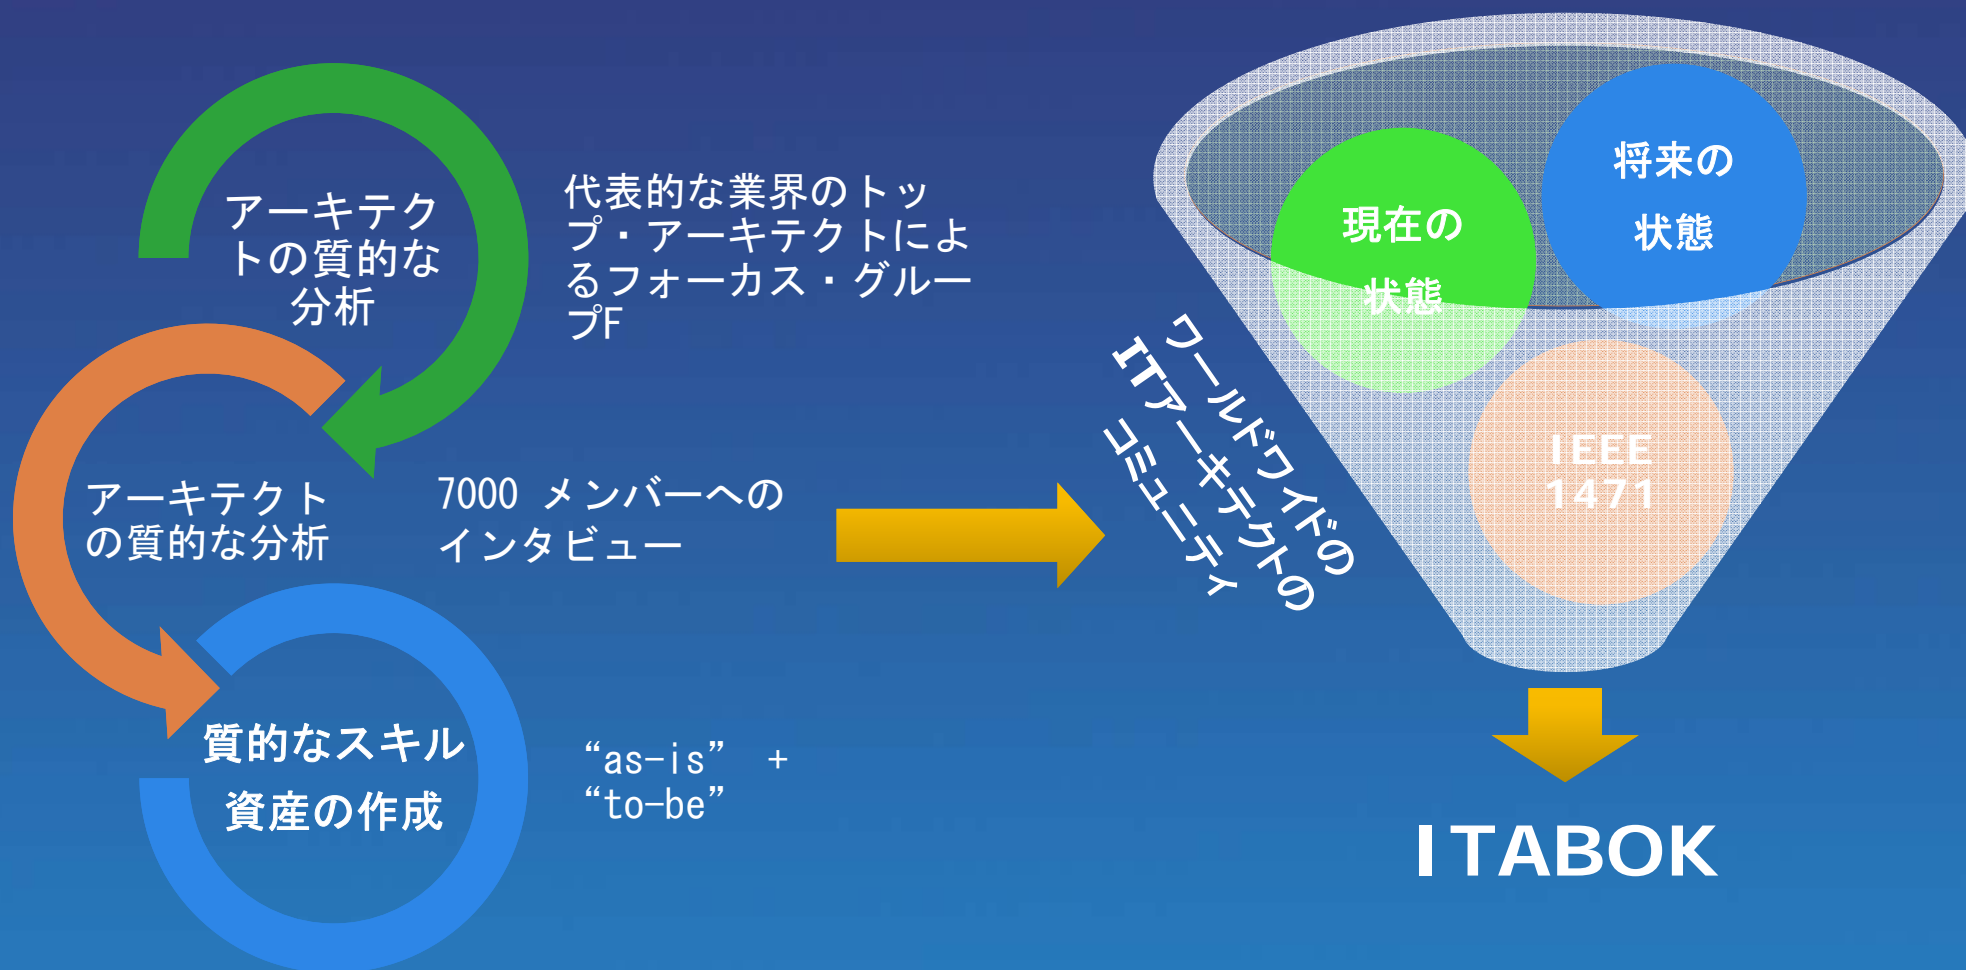 アーキテク
トの質的な
分析
代表的な業界のトッ
プ・アーキテクトによ
るフォーカス・グルー
プF
アーキテクト
の質的な分析
7000 メンバーへの
インタビュー
質的なスキル
資産の作成
“as-is” +
“to-be”
ワールドワイドの
ITアーキテクトの
コミュニティ
現在の
状態
将来の
状態
IEEE
1471
ITABOK